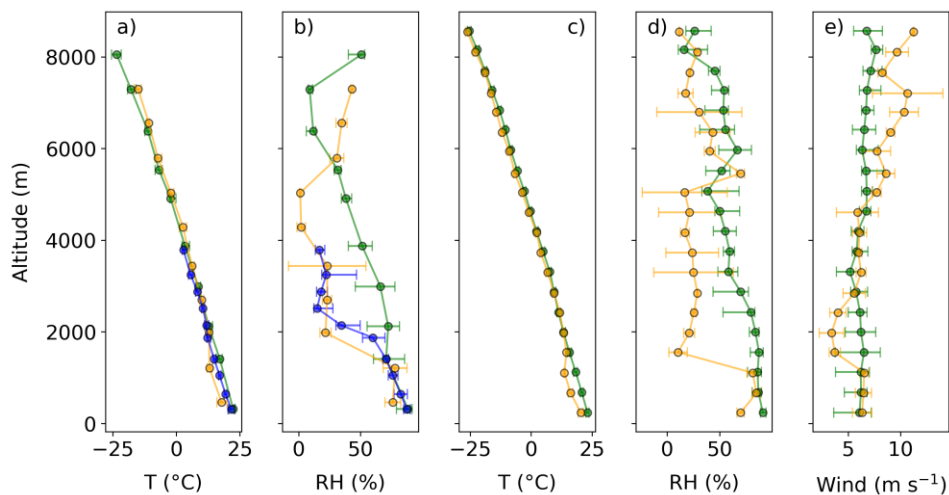 a) b) c) d) e)
8000
6000
4000
2000
0
Altitude (m)
−25 0 25 0 50 −25 0 25 0 50 5 10
T (°C) RH (%) T (°C) RH (%) Wind (m s⁻¹)